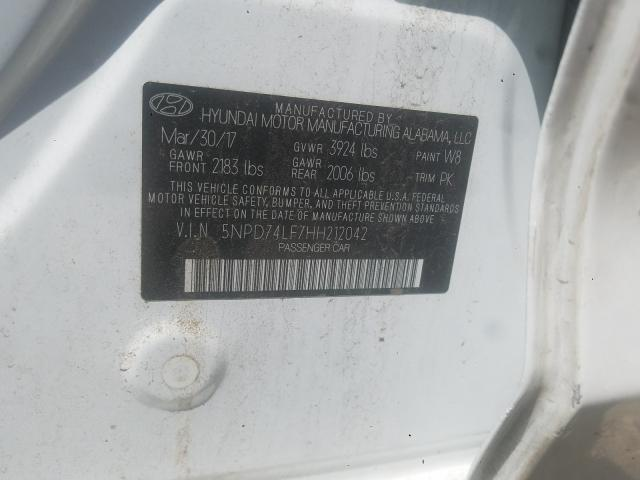 MANUFACTURED BY
HYUNDAI MOTOR MANUFACTURING ALABAMA, LLC
Mar/30/17 GVWR 3924 lbs PAINT W8
GAWR FRONT 2183 lbs GAWR REAR 2006 lbs TRIM PK
THIS VEHICLE CONFORMS TO ALL APPLICABLE U.S.A. FEDERAL
MOTOR VEHICLE SAFETY, BUMPER, AND THEFT PREVENTION STANDARDS
IN EFFECT ON THE DATE OF MANUFACTURE SHOWN ABOVE.
V.I.N 5NPD74LF7HH212042
PASSENGER CAR